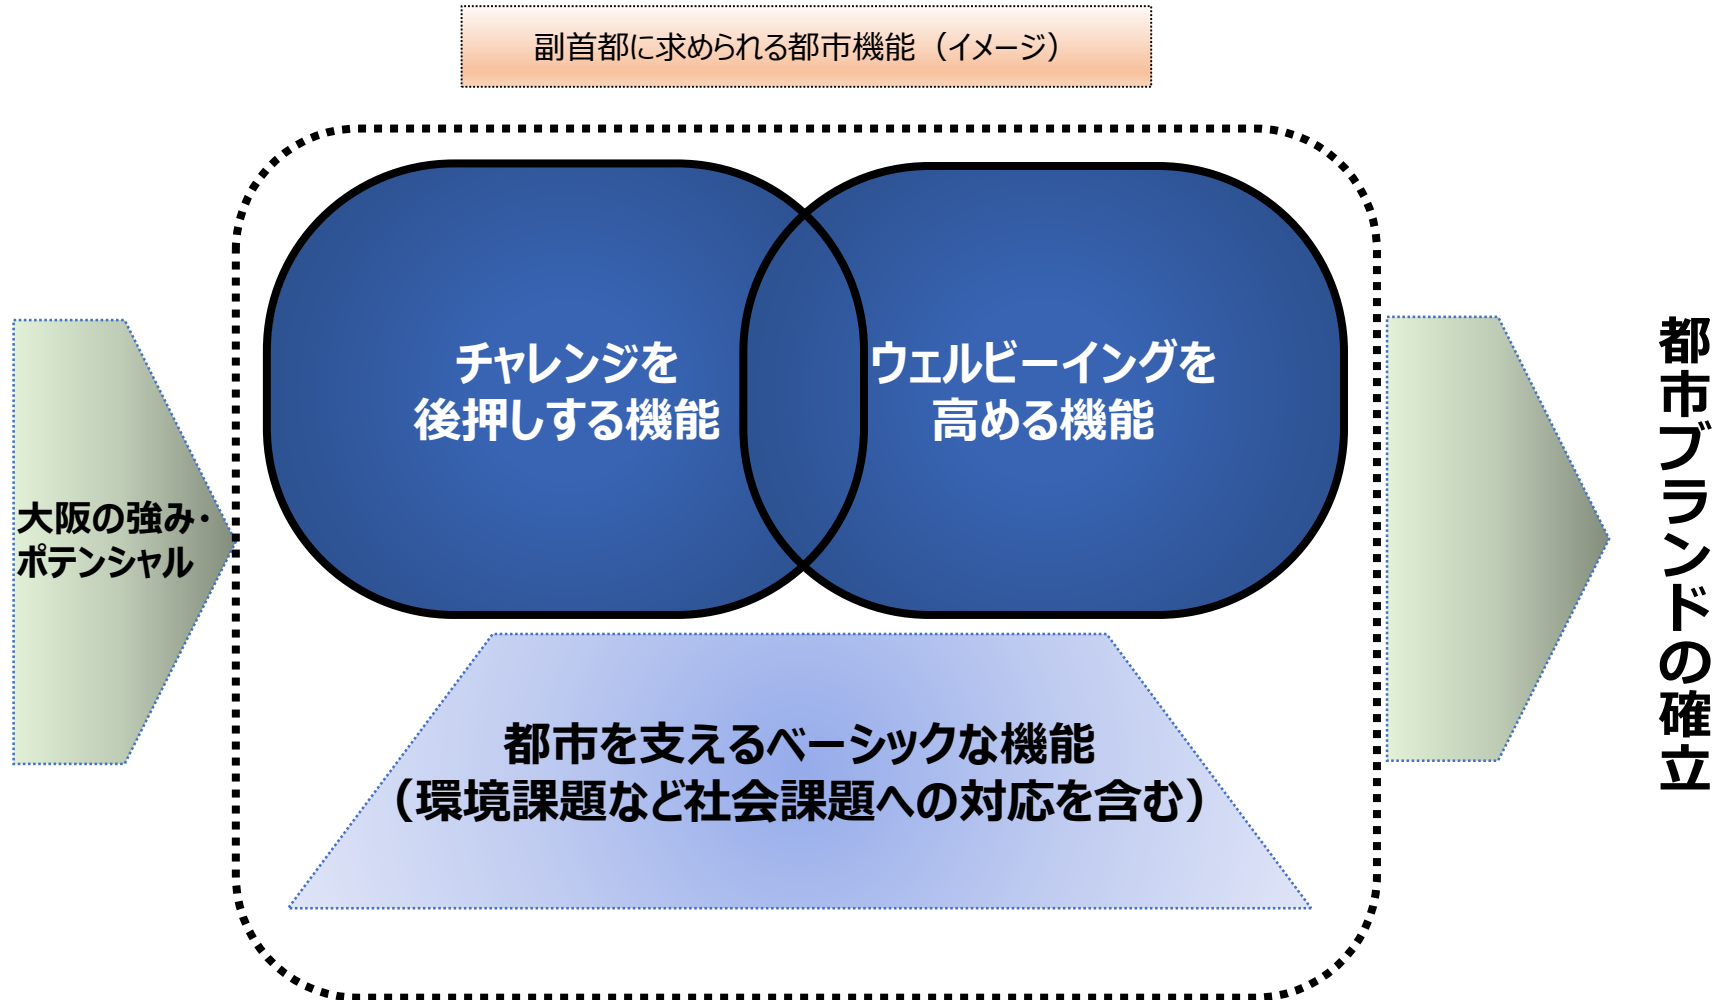 副首都に求められる都市機能（イメージ）
チャレンジを
後押しする機能
ウェルビーイングを
高める機能
大阪の強み・
ポテンシャル
都市を支えるベーシックな機能
（環境課題など社会課題への対応を含む）
都市ブランドの確立